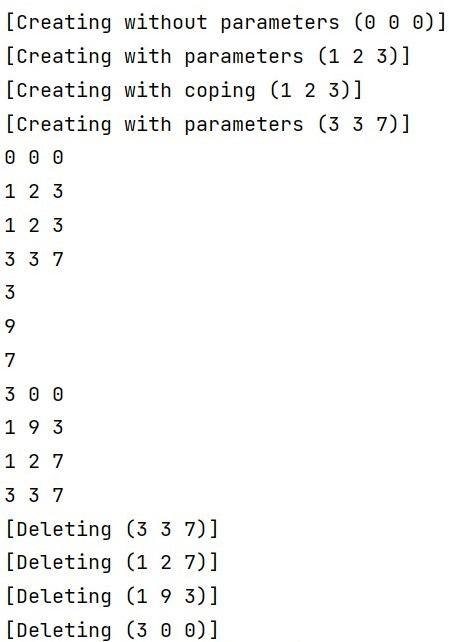 [Creating without parameters (0 0 0)]
[Creating with parameters (1 2 3)]
[Creating with coping (1 2 3)]
[Creating with parameters (3 3 7)]
0 0 0
1 2 3
1 2 3
3 3 7
3
9
7
3 0 0
1 9 3
1 2 7
3 3 7
[Deleting (3 3 7)]
[Deleting (1 2 7)]
[Deleting (1 9 3)]
[Deleting (3 0 0)]